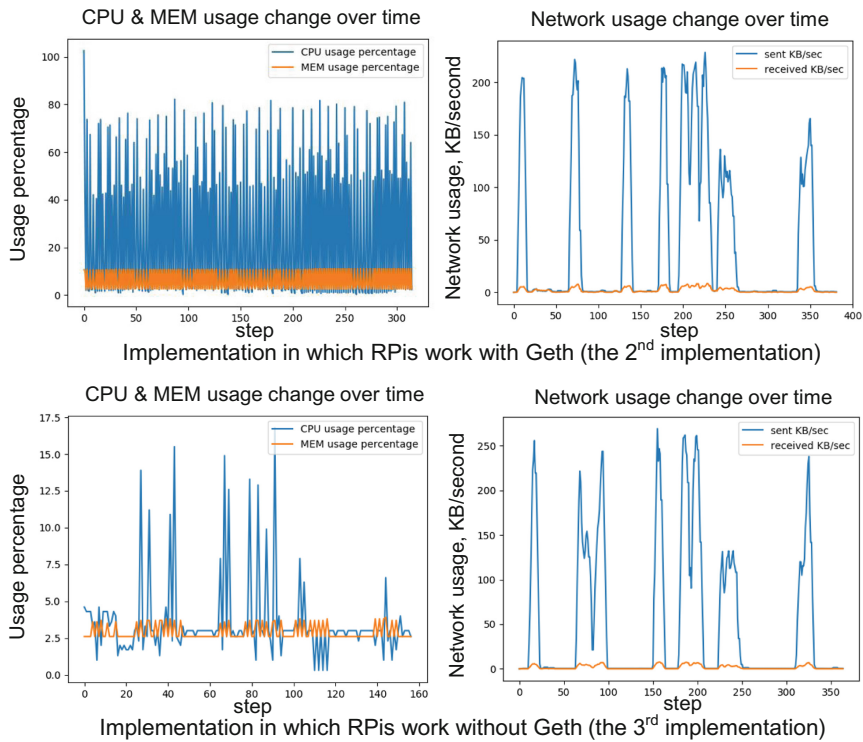 CPU & MEM usage change over time
Network usage change over time
CPU usage percentage
MEM usage percentage
sent KB/sec
received KB/sec
Usage percentage
100
80
60
40
20
0
0 50 100 150 200 250 300
step
Network usage, KB/second
200
150
100
50
0
0 50 100 150 200 250 300 350 400
step
Implementation in which RPis work with Geth (the 2nd implementation)
CPU & MEM usage change over time
Network usage change over time
CPU usage percentage
MEM usage percentage
sent KB/sec
received KB/sec
Usage percentage
17.5
15.0
12.5
10.0
7.5
5.0
2.5
0.0
0 20 40 60 80 100 120 140 160
step
Network usage, KB/second
250
200
150
100
50
0
0 50 100 150 200 250 300 350
step
Implementation in which RPis work without Geth (the 3rd implementation)